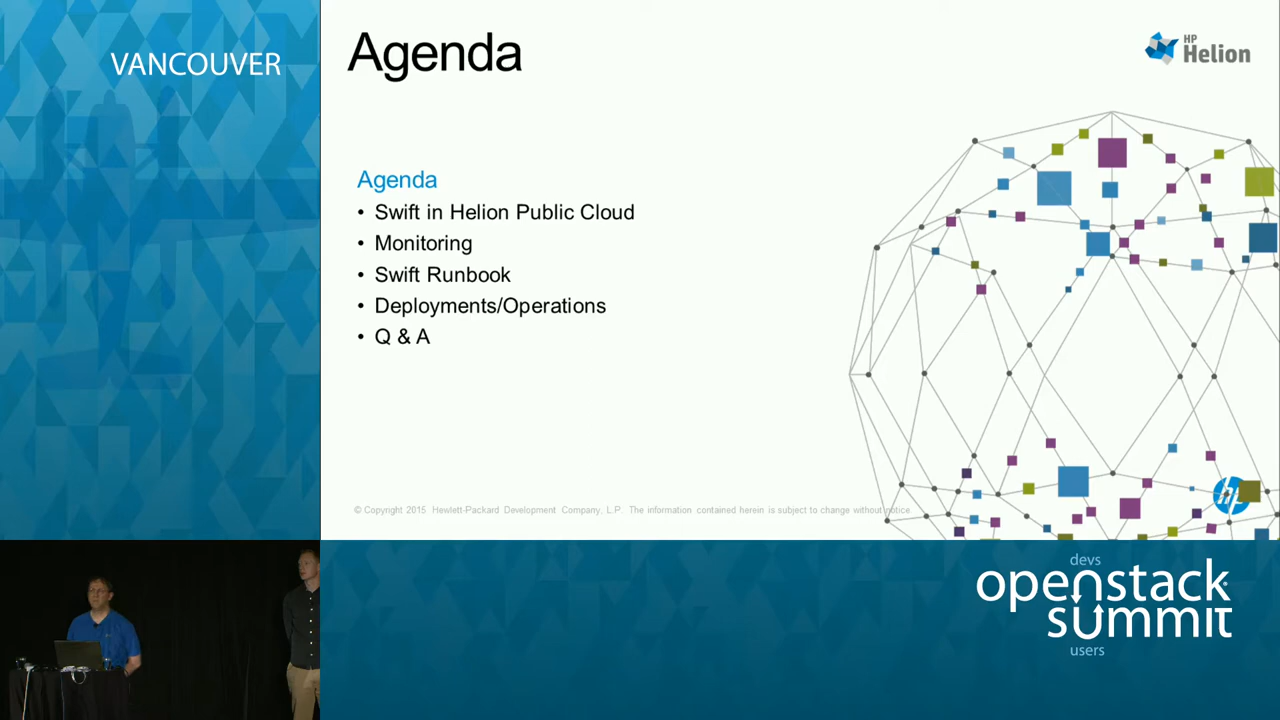 VANCOUVER
Agenda
HP
Helion
Agenda
• Swift in Helion Public Cloud
• Monitoring
• Swift Runbook
• Deployments/Operations
• Q & A
© Copyright 2015 Hewlett-Packard Development Company, L.P. The information contained herein is subject to change without notice.
hp
devs
openstack
summit
users